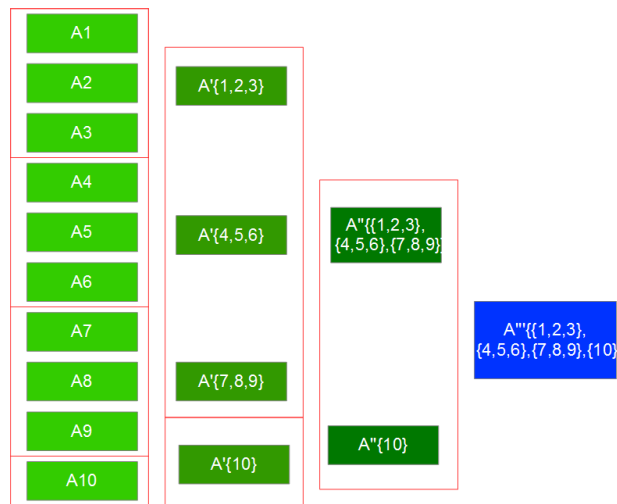 A1
A2
A3
A4
A5
A6
A7
A8
A9
A10
A'{1,2,3}
A'{4,5,6}
A'{7,8,9}
A'{10}
A''{{1,2,3},
{4,5,6},{7,8,9}}
A''{10}
A'''{{1,2,3},
{4,5,6},{7,8,9},{10}